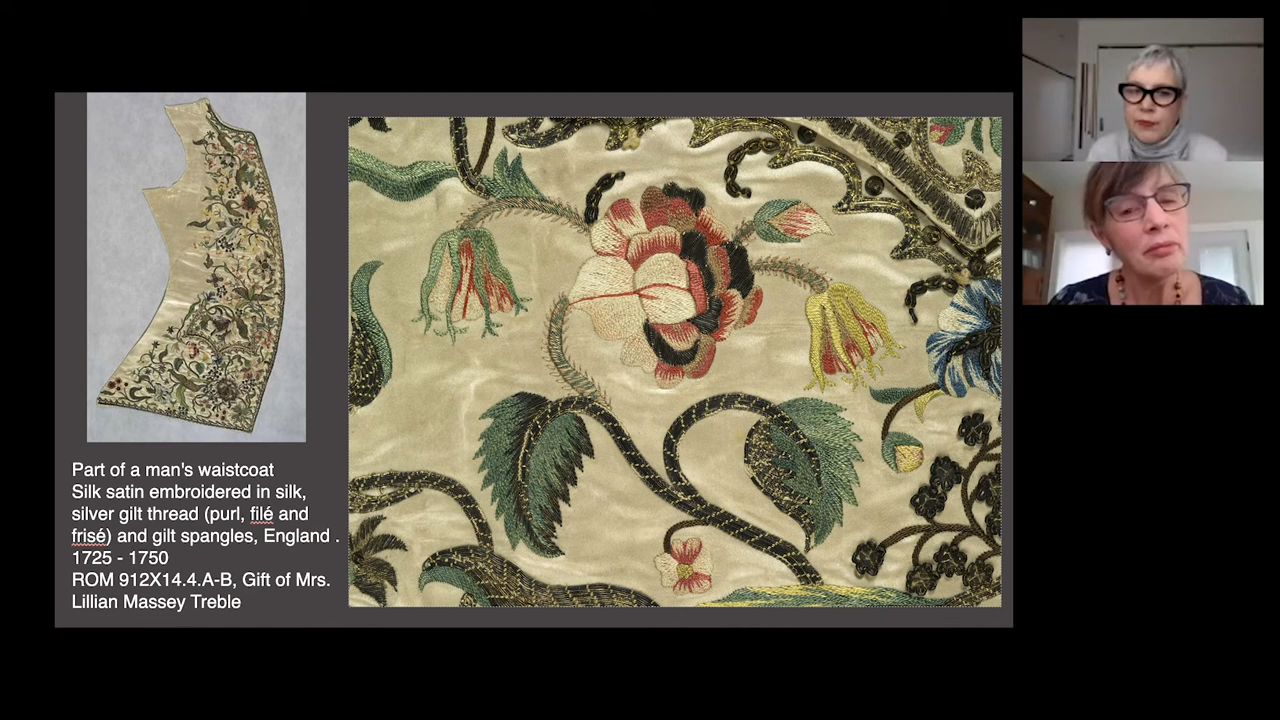 Part of a man's waistcoat
Silk satin embroidered in silk,
silver gilt thread (purl, filé and
frisé) and gilt spangles, England .
1725 - 1750
ROM 912X14.4.A-B, Gift of Mrs.
Lillian Massey Treble